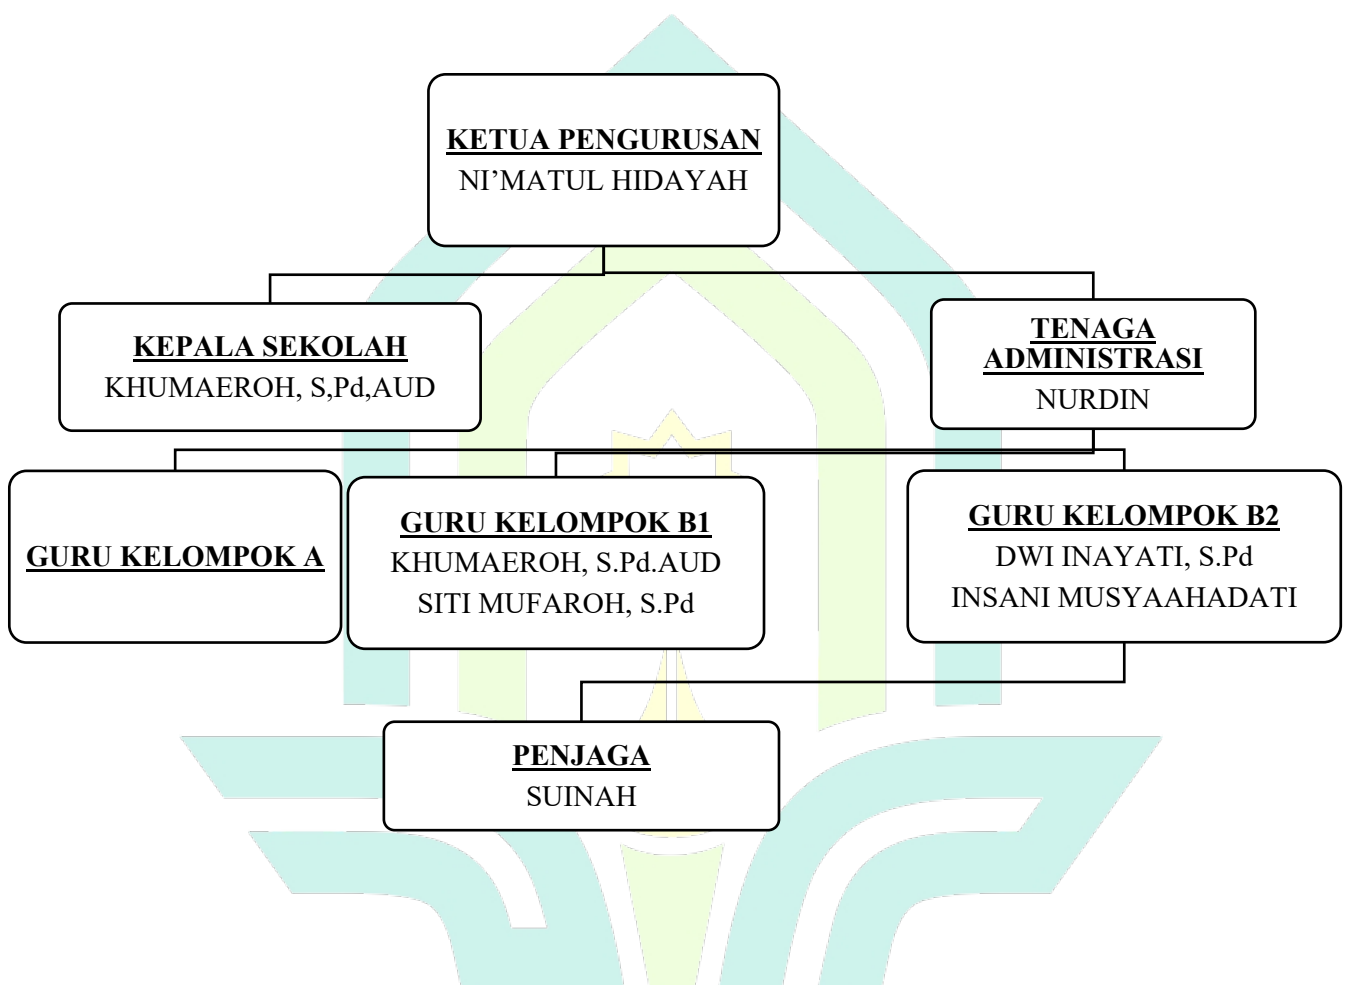 KETUA PENGURUSAN
NI’MATUL HIDAYAH
KEPALA SEKOLAH
KHUMAEROH, S,Pd,AUD
TENAGA
ADMINISTRASI
NURDIN
GURU KELOMPOK A
GURU KELOMPOK B1
KHUMAEROH, S.Pd.AUD
SITI MUFAROH, S.Pd
GURU KELOMPOK B2
DWI INAYATI, S.Pd
INSANI MUSYAAHADATI
PENJAGA
SUINAH